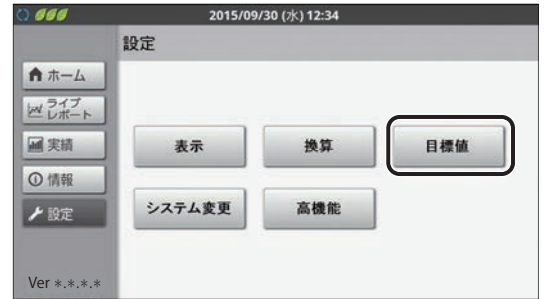 2015/09/30 (水) 12:34
設定
ホーム
ライブ
レポート
実績
情報
設定
表示
換算
目標値
システム変更
高機能
Ver *.*.*.*